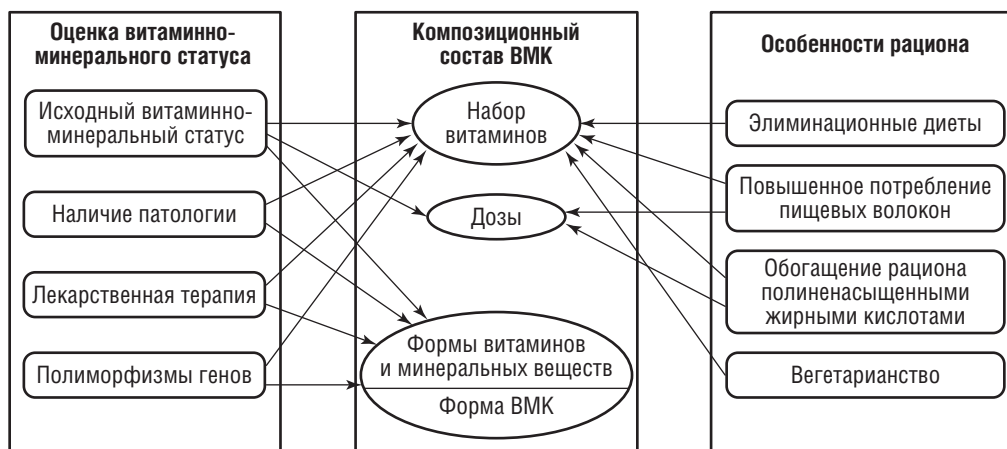 Оценка витаминно-
минерального статуса
Исходный витаминно-
минеральный статус
Наличие патологии
Лекарственная терапия
Полиморфизмы генов
Композиционный
состав ВМК
Набор
витаминов
Дозы
Формы витаминов
и минеральных веществ
Форма ВМК
Особенности рациона
Элиминационные диеты
Повышенное потребление
пищевых волокон
Обогащение рациона
полиненасыщенными
жирными кислотами
Вегетарианство